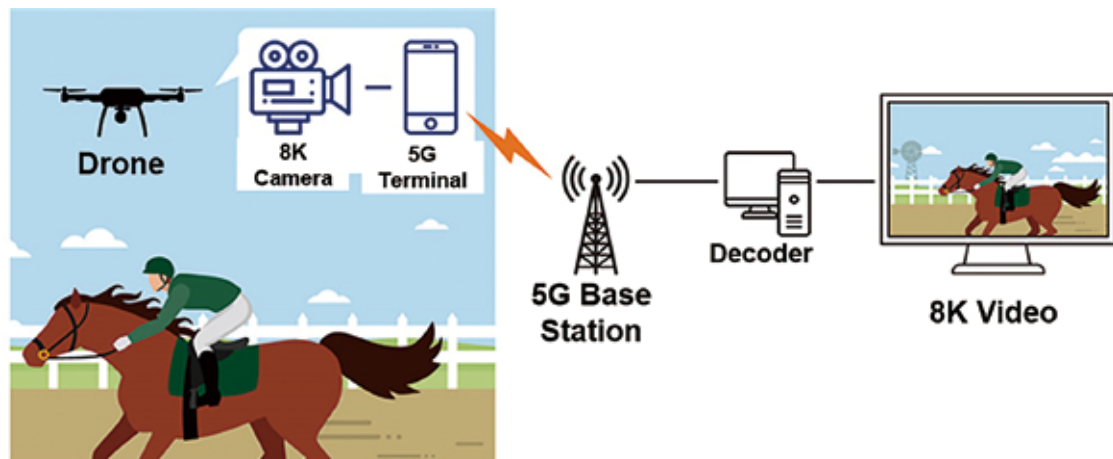 Drone
8K
Camera
5G
Terminal
5G Base
Station
Decoder
8K Video